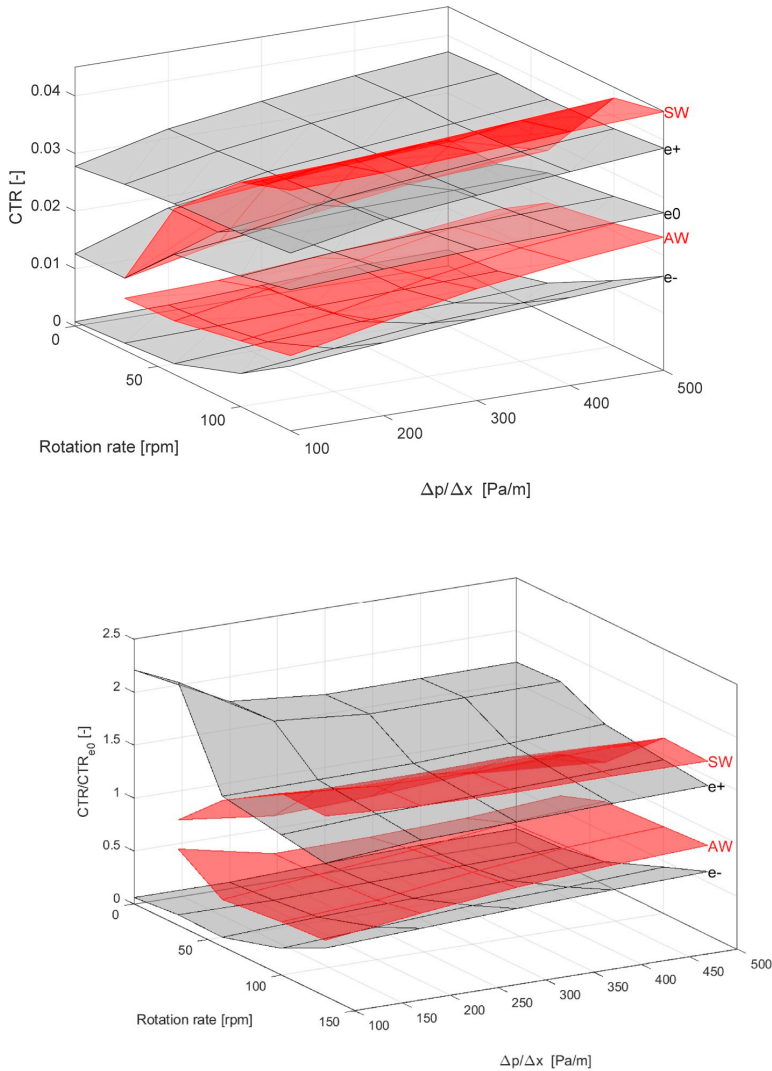 0.04
SW
0.03
e+
CTR [-]
0.02
e0
AW
0.01
e-
0
0
50
500
400
100
300
200
Rotation rate [rpm]
100
Δp/Δx [Pa/m]
2.5
2
CTR/CTRe0 [-]
1.5
SW
1
e+
0.5
AW
e-
0
0
50
500
450
100
400
350
300
250
200
Rotation rate [rpm]
150
150
100
Δp/Δx [Pa/m]